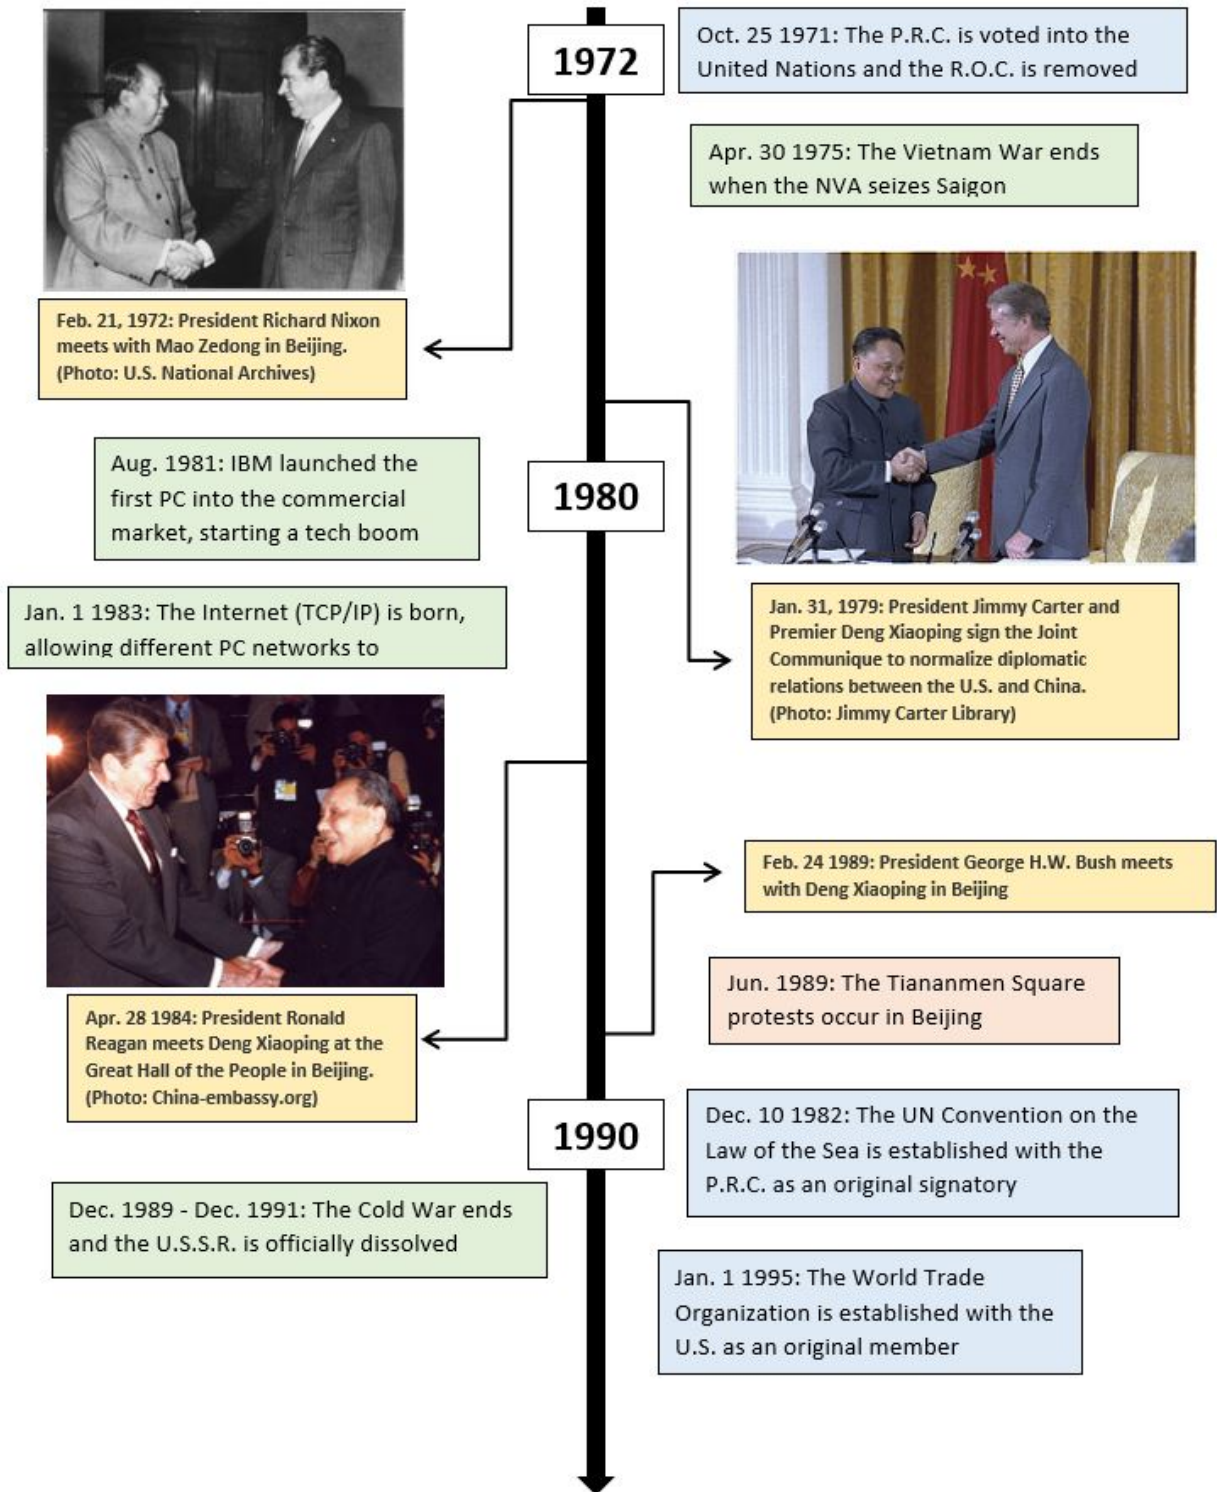 1972
Oct. 25 1971: The P.R.C. is voted into the
United Nations and the R.O.C. is removed
Apr. 30 1975: The Vietnam War ends
when the NVA seizes Saigon
Feb. 21, 1972: President Richard Nixon
meets with Mao Zedong in Beijing.
(Photo: U.S. National Archives)
Aug. 1981: IBM launched the
first PC into the commercial
market, starting a tech boom
1980
Jan. 1 1983: The Internet (TCP/IP) is born,
allowing different PC networks to
Jan. 31, 1979: President Jimmy Carter and
Premier Deng Xiaoping sign the Joint
Communique to normalize diplomatic
relations between the U.S. and China.
(Photo: Jimmy Carter Library)
Feb. 24 1989: President George H.W. Bush meets
with Deng Xiaoping in Beijing
Jun. 1989: The Tiananmen Square
protests occur in Beijing
Apr. 28 1984: President Ronald
Reagan meets Deng Xiaoping at the
Great Hall of the People in Beijing.
(Photo: China-embassy.org)
1990
Dec. 10 1982: The UN Convention on the
Law of the Sea is established with the
P.R.C. as an original signatory
Dec. 1989 - Dec. 1991: The Cold War ends
and the U.S.S.R. is officially dissolved
Jan. 1 1995: The World Trade
Organization is established with the
U.S. as an original member